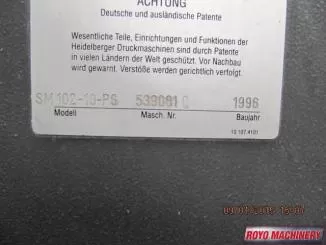 ACHTUNG
Deutsche und ausländische Patente
Wesentliche Teile, Einrichtungen und Funktionen der
Heidelberger Druckmaschinen sind durch Patente
in vielen Ländern der Welt geschützt. Vor Nachbau
wird gewarnt. Verstöße werden gerichtlich verfolgt.
SM 102-10-PS 539081 C 1996
Modell Masch. Nr. Baujahr
ROYO MACHINERY